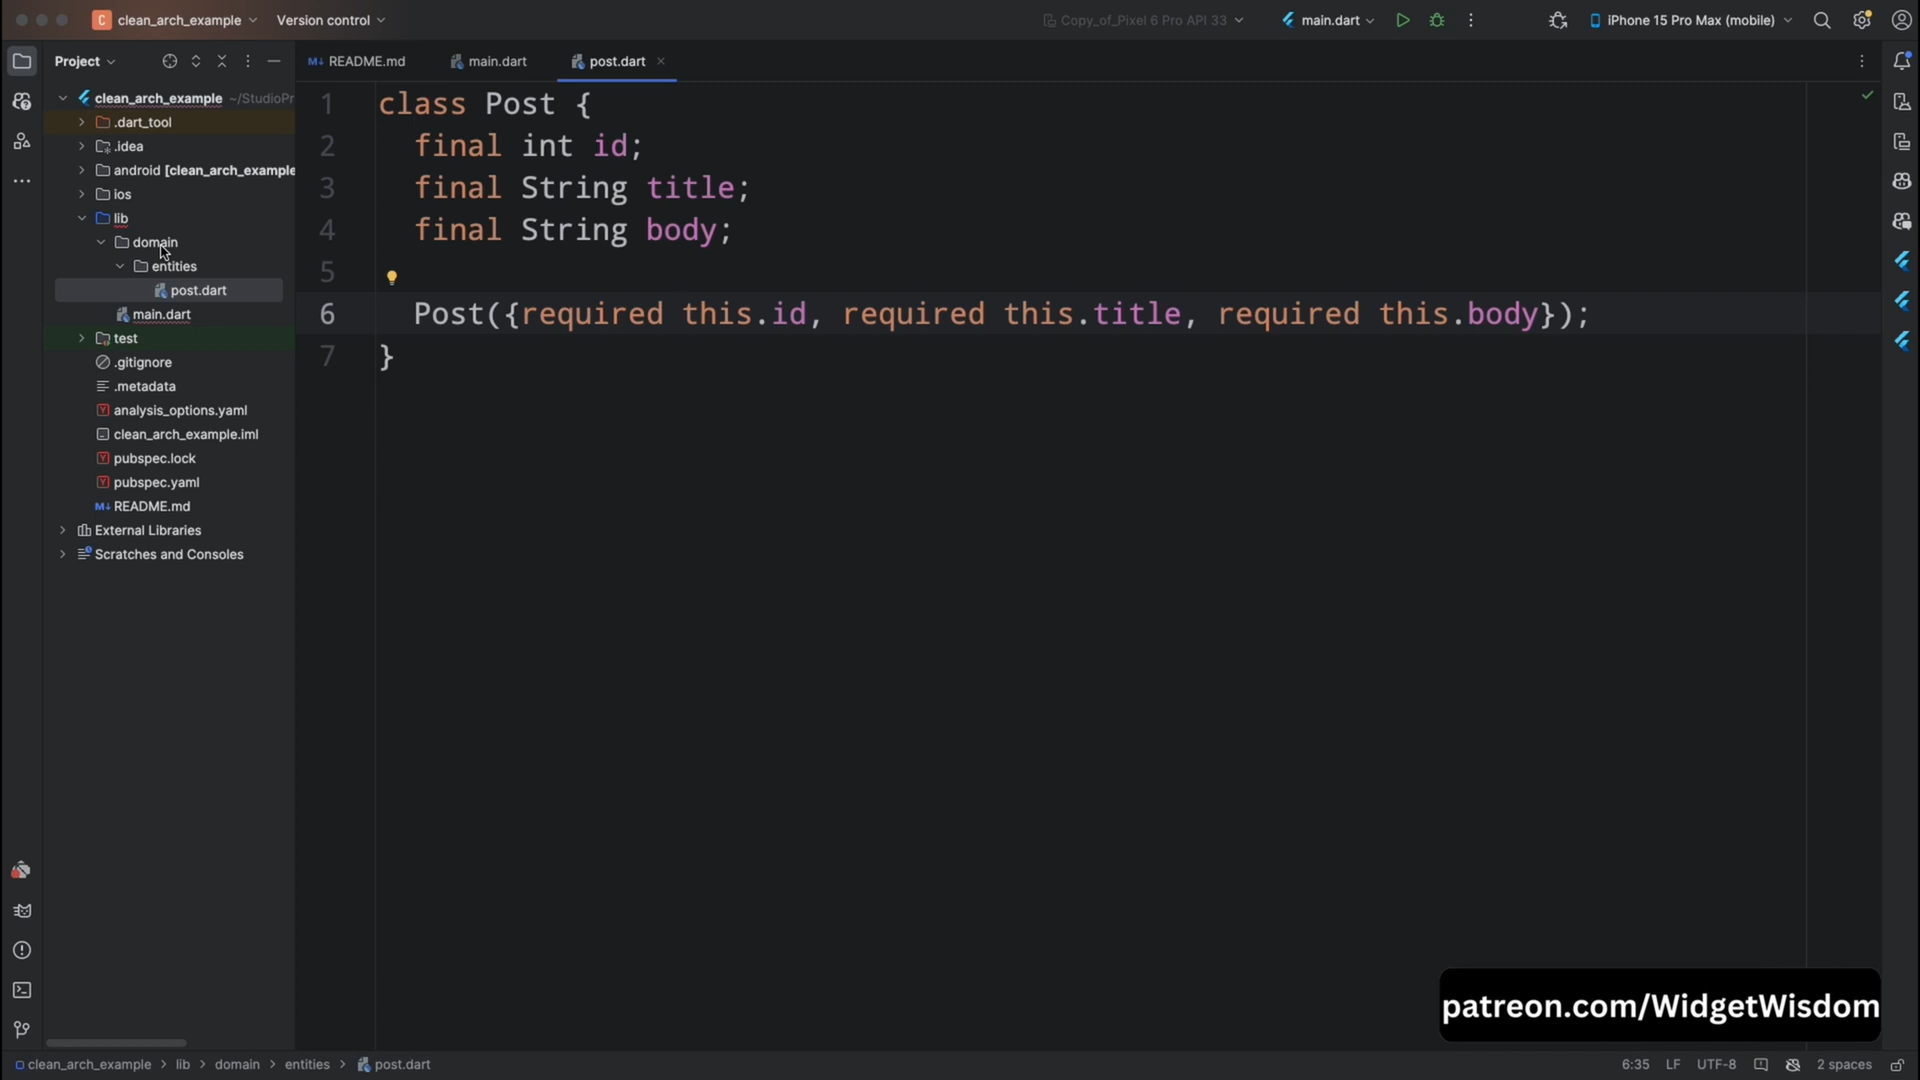 C clean_arch_example Version control Copy_of_Pixel 6 Pro API 33 main.dart iPhone 15 Pro Max (mobile)
Project README.md main.dart post.dart
clean_arch_example ~/StudioPr
.dart_tool
.idea
android [clean_arch_example
ios
lib
domain
entities
post.dart
main.dart
test
.gitignore
.metadata
analysis_options.yaml
clean_arch_example.iml
pubspec.lock
pubspec.yaml
README.md
External Libraries
Scratches and Consoles
1 class Post {
2 final int id;
3 final String title;
4 final String body;
5
6 Post({required this.id, required this.title, required this.body});
7 }
patreon.com/WidgetWisdom
clean_arch_example > lib > domain > entities > post.dart 6:35 LF UTF-8 2 spaces